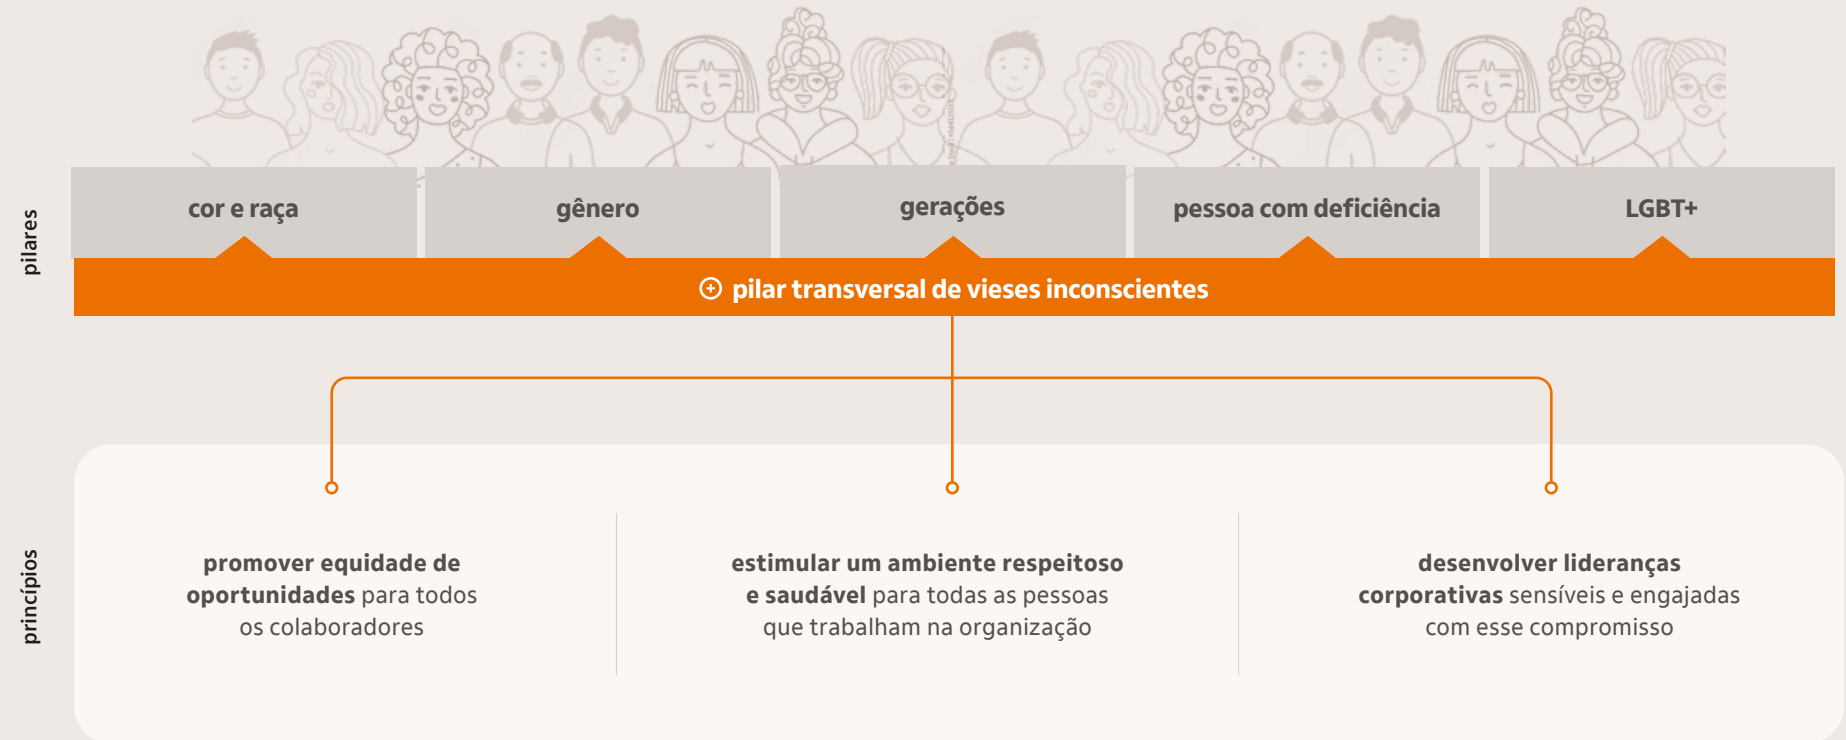 pilares
cor e raça
gênero
gerações
pessoa com deficiência
LGBT+
pilar transversal de vieses inconscientes
princípios
promover equidade de
oportunidades para todos
os colaboradores
estimular um ambiente respeitoso
e saudável para todas as pessoas
que trabalham na organização
desenvolver lideranças
corporativas sensíveis e engajadas
com esse compromisso